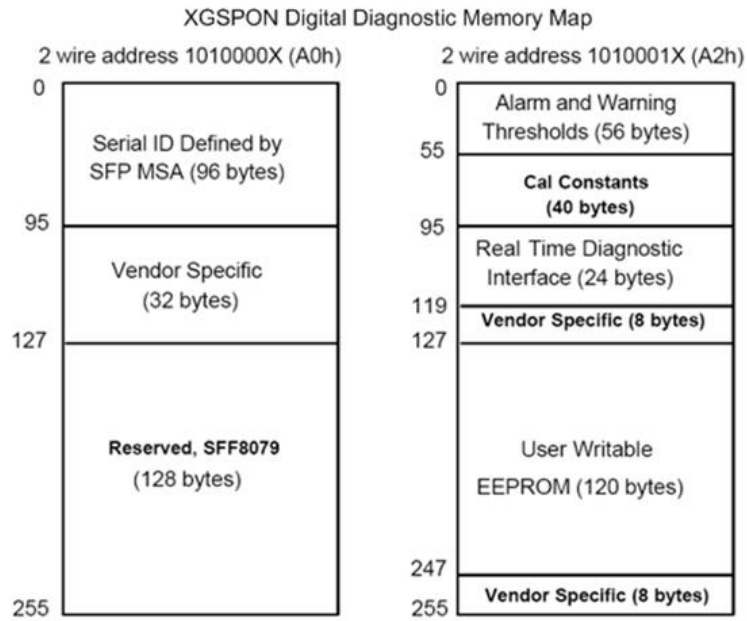 XGSPON Digital Diagnostic Memory Map
2 wire address 1010000X (A0h)
0
Serial ID Defined by
SFP MSA (96 bytes)
95
Vendor Specific
(32 bytes)
127
Reserved, SFF8079
(128 bytes)
255
2 wire address 1010001X (A2h)
0
Alarm and Warning
Thresholds (56 bytes)
55
Cal Constants
(40 bytes)
95
Real Time Diagnostic
Interface (24 bytes)
119
Vendor Specific (8 bytes)
127
User Writable
EEPROM (120 bytes)
247
Vendor Specific (8 bytes)
255